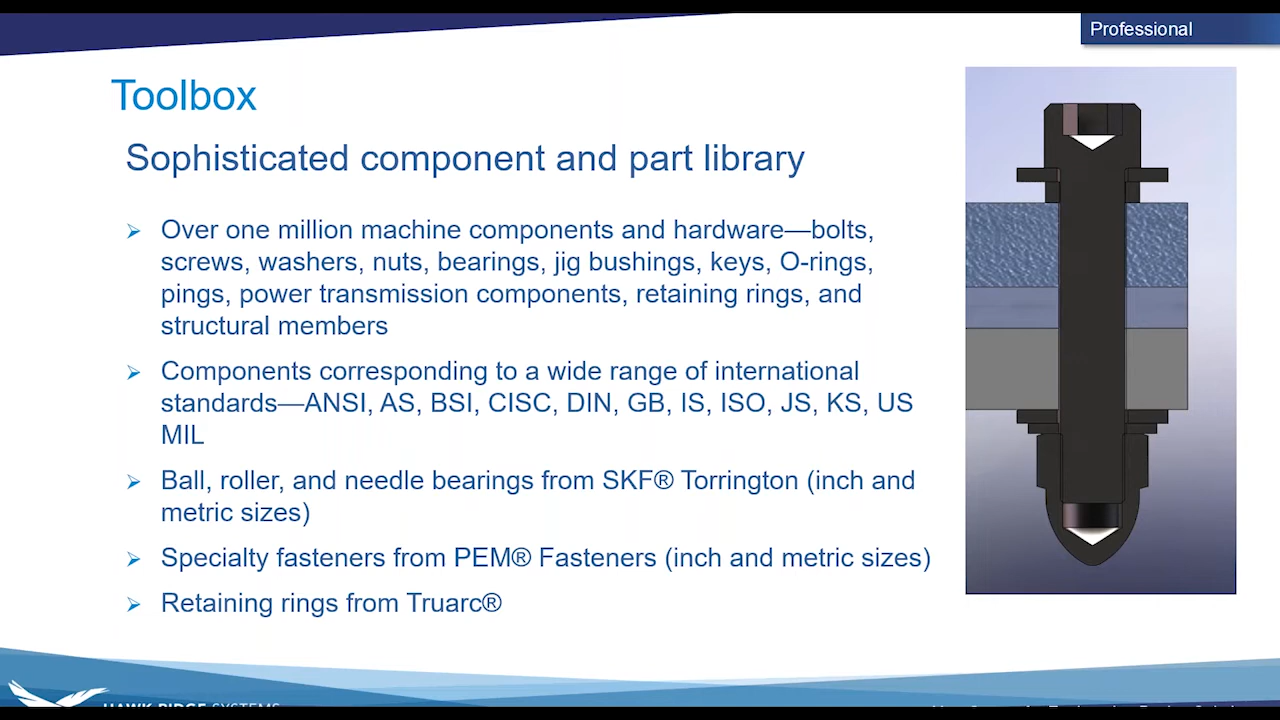 Professional
Toolbox
Sophisticated component and part library
Over one million machine components and hardware—bolts,
screws, washers, nuts, bearings, jig bushings, keys, O-rings,
pings, power transmission components, retaining rings, and
structural members
Components corresponding to a wide range of international
standards—ANSI, AS, BSI, CISC, DIN, GB, IS, ISO, JS, KS, US
MIL
Ball, roller, and needle bearings from SKF® Torrington (inch and
metric sizes)
Specialty fasteners from PEM® Fasteners (inch and metric sizes)
Retaining rings from Truarc®
HAWK RIDGE SYSTEMS